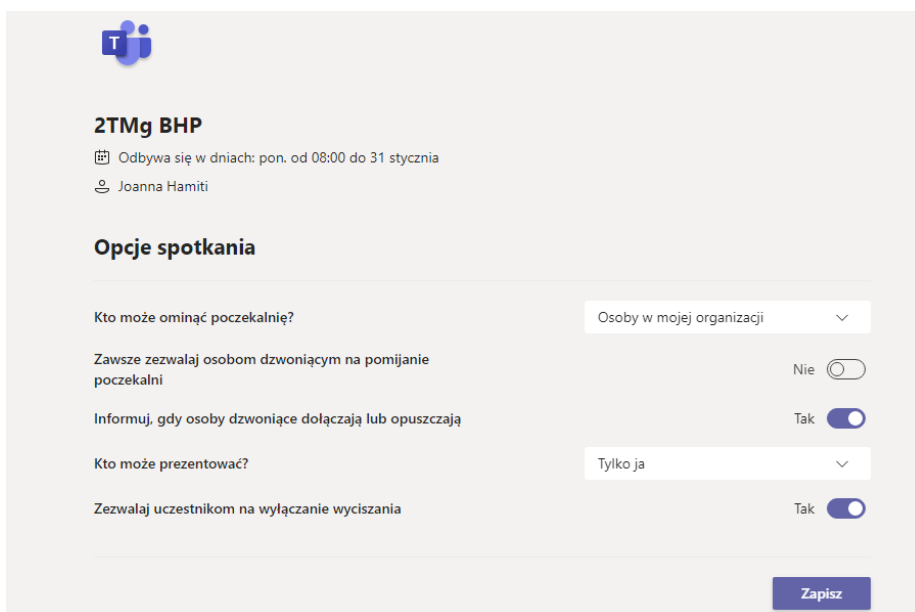 T
2TMg BHP
Odbywa się w dniach: pon. od 08:00 do 31 stycznia
Joanna Hamiti
Opcje spotkania
Kto może ominąć poczekalnię?
Osoby w mojej organizacji
Zawsze zezwalaj osobom dzwoniącym na pomijanie
poczekalni
Nie
Informuj, gdy osoby dzwoniące dołączają lub opuszczają
Tak
Kto może prezentować?
Tylko ja
Zezwalaj uczestnikom na wyłączanie wyciszania
Tak
Zapisz